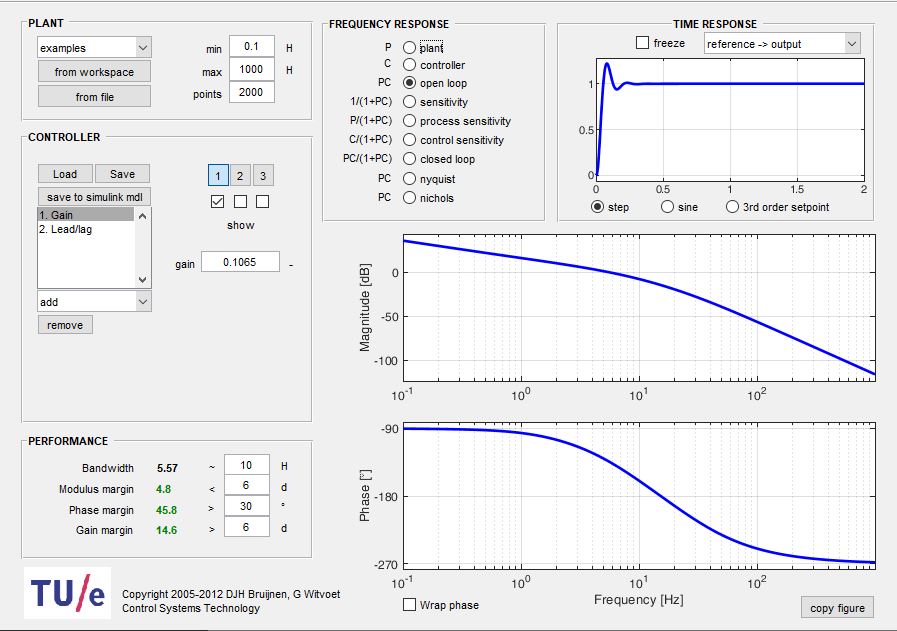 PLANT
examples
from workspace
from file
min 0.1 H
max 1000 H
points 2000
CONTROLLER
Load Save
save to simulink mdl
1. Gain
2. Lead/lag
add
remove
1 2 3
show
gain 0.1065 -
PERFORMANCE
Bandwidth 5.57 ~ 10 H
Modulus margin 4.8 < 6 d
Phase margin 45.8 > 30 °
Gain margin 14.6 > 6 d
TU/e
Copyright 2005-2012 DJH Bruijnen, G Witvoet
Control Systems Technology
FREQUENCY RESPONSE
P plant
C controller
PC open loop
1/(1+PC) sensitivity
P/(1+PC) process sensitivity
C/(1+PC) control sensitivity
PC/(1+PC) closed loop
PC nyquist
PC nichols
TIME RESPONSE
freeze reference -> output
1
0.5
0
0 0.5 1 1.5 2
step sine 3rd order setpoint
Magnitude [dB]
0
-50
-100
10^-1 10^0 10^1 10^2
Phase [°]
-90
-180
-270
10^-1 10^0 10^1 10^2
Frequency [Hz]
Wrap phase
copy figure